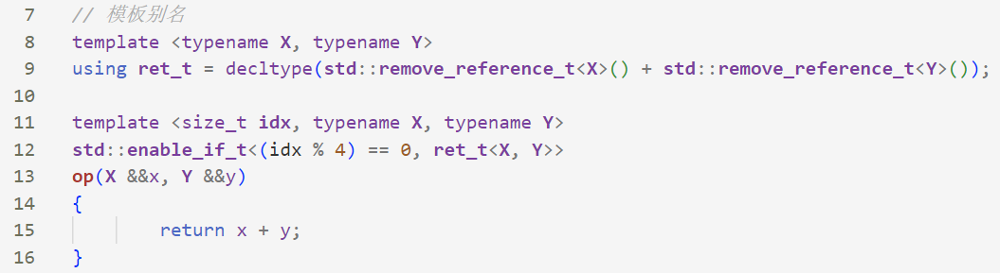 7 // 模板别名
8 template <typename X, typename Y>
9 using ret_t = decltype(std::remove_reference_t<X>() + std::remove_reference_t<Y>());
10
11 template <size_t idx, typename X, typename Y>
12 std::enable_if_t<(idx % 4) == 0, ret_t<X, Y>>
13 op(X &&x, Y &&y)
14 {
15 return x + y;
16 }